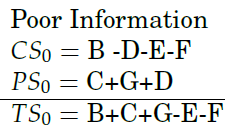 Poor Information
CS₀ = B -D-E-F
PS₀ = C+G+D
TS₀ = B+C+G-E-F